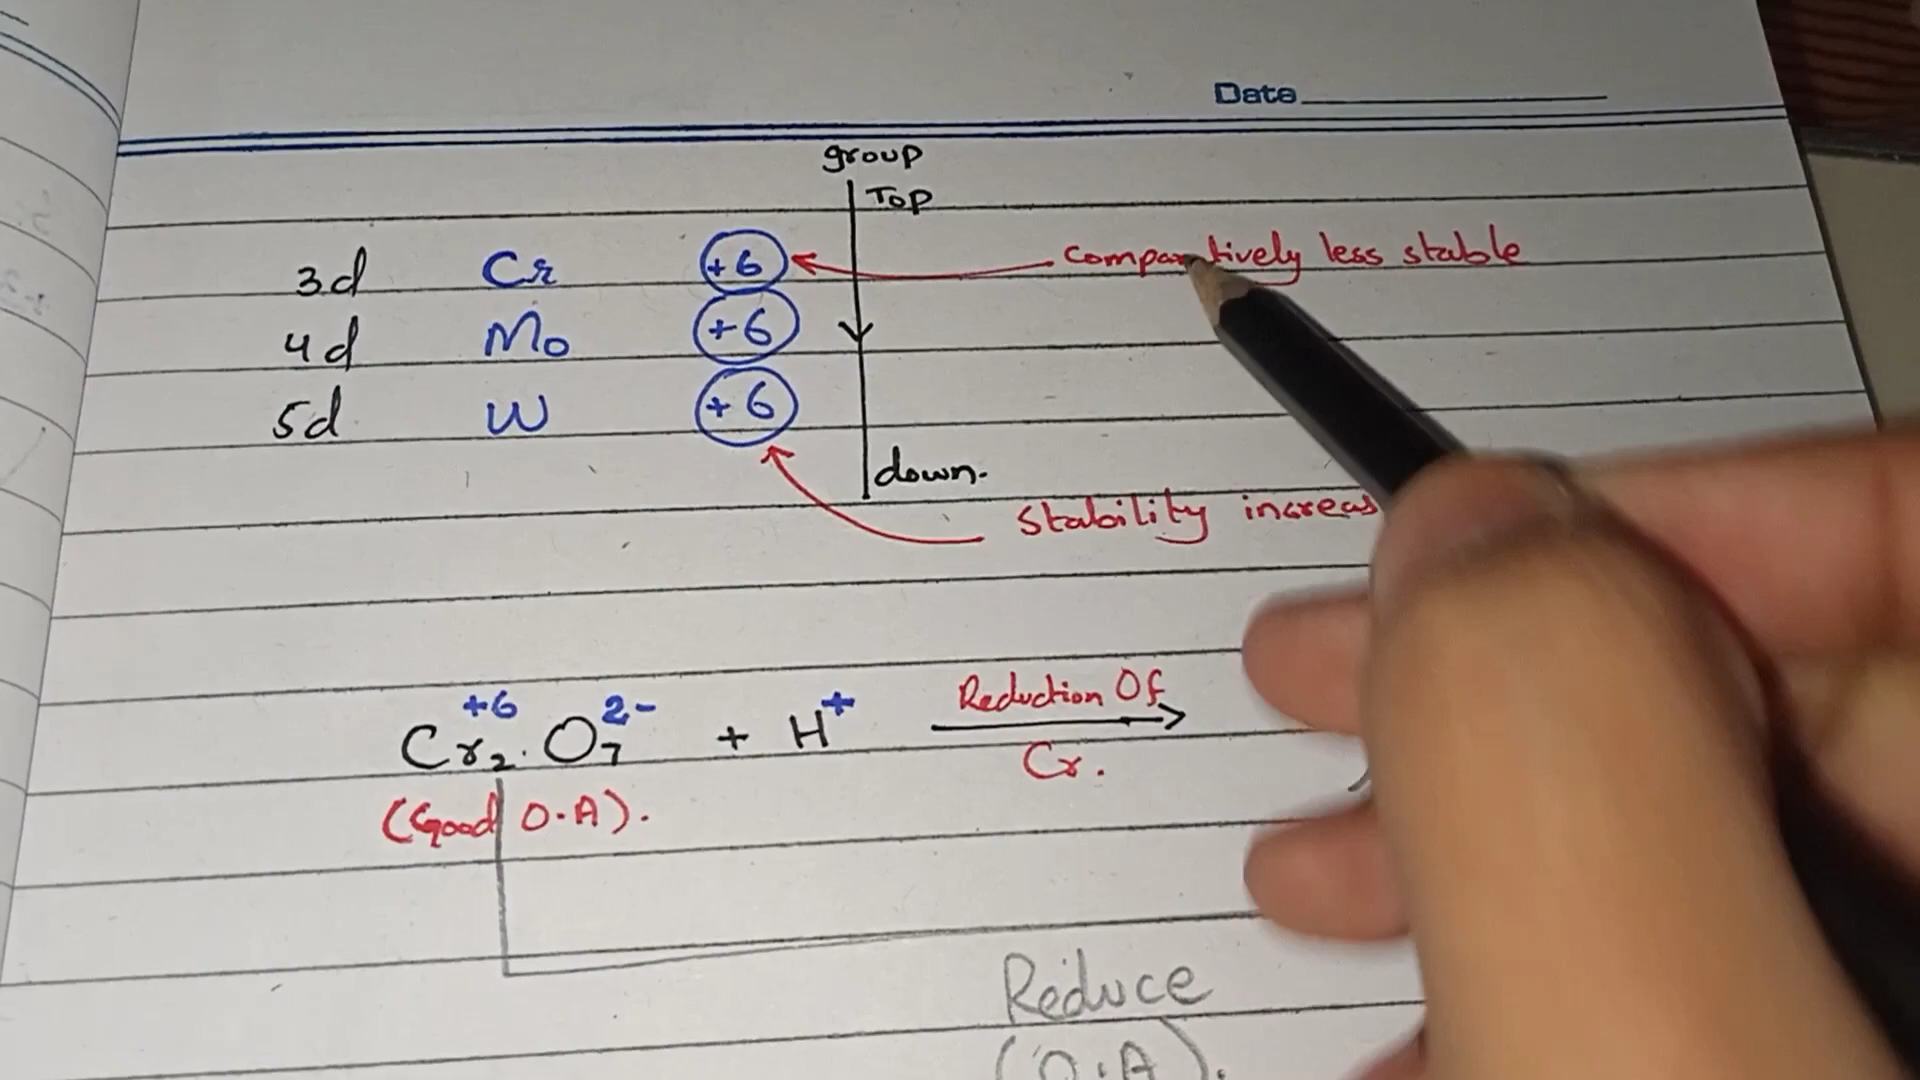 Date
group
Top
3d Cr +6 comparitively less stable
4d Mo +6
5d W +6
down.
Stability increas
+6 2- +
Cr2.O7 + H Reduction Of
Cr.
(Good O.A).
Reduce
(O.A).